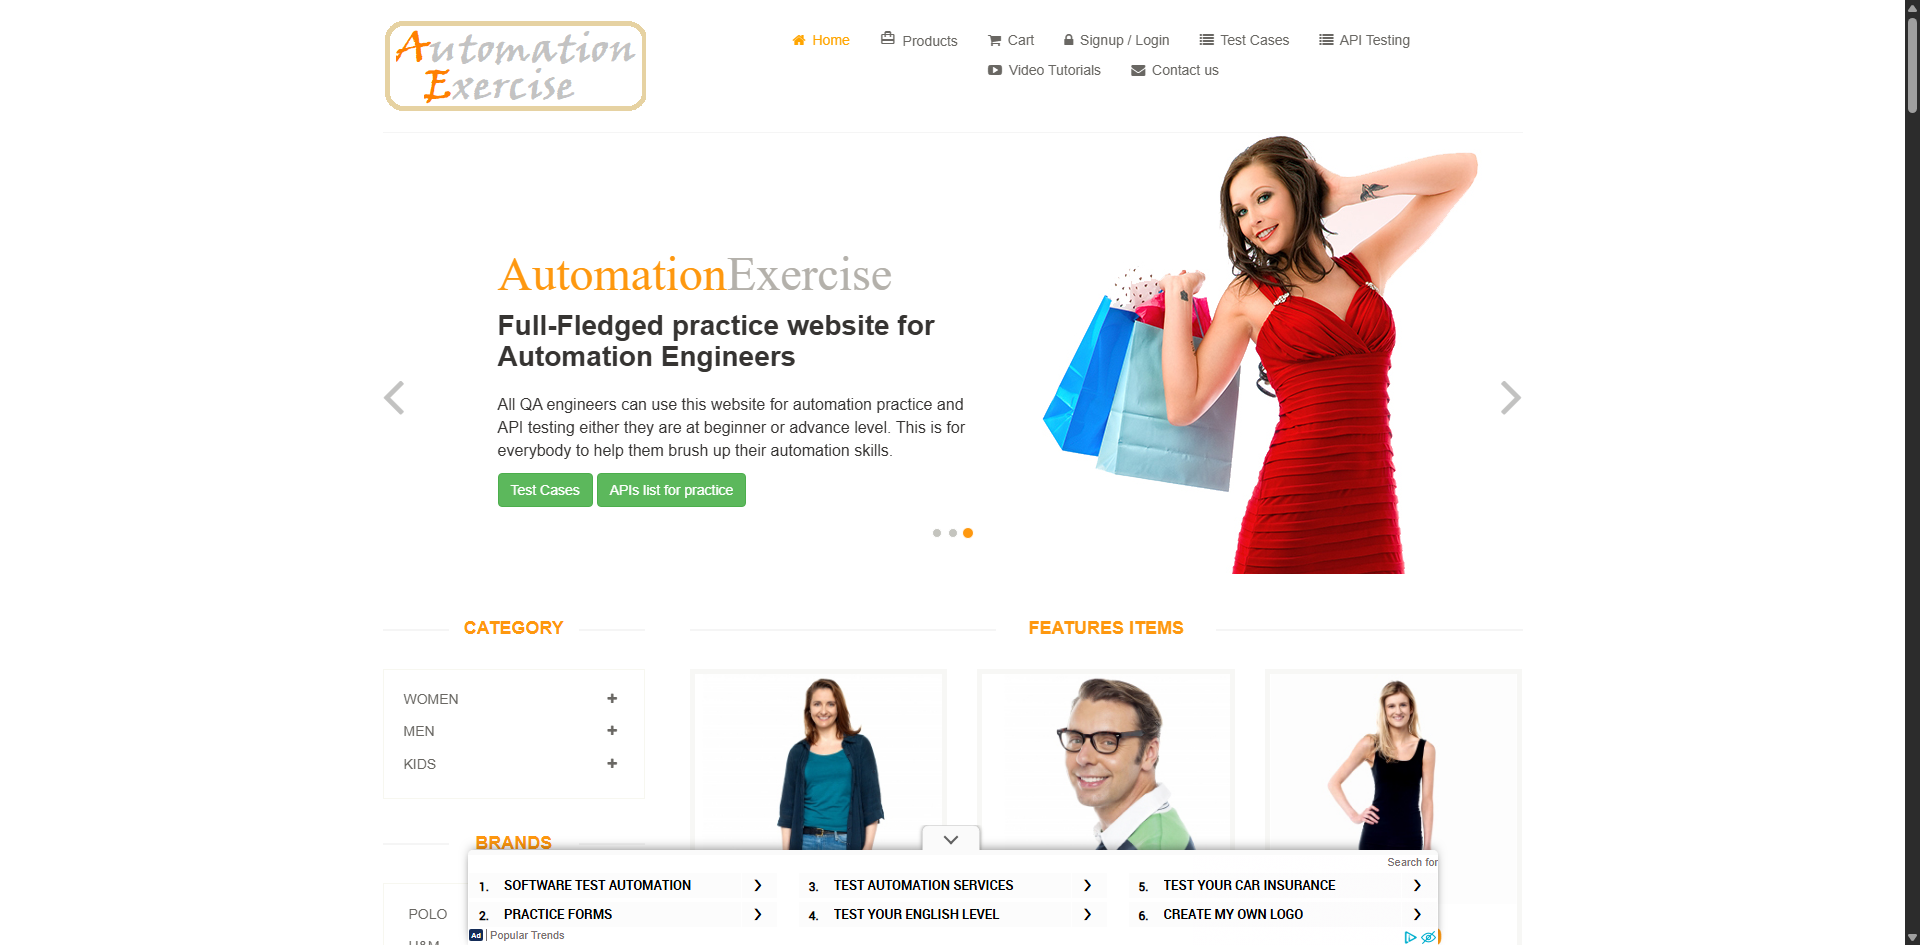 Automation
Exercise
Home
Products
Cart
Signup / Login
Test Cases
API Testing
Video Tutorials
Contact us
AutomationExercise
Full-Fledged practice website for
Automation Engineers
All QA engineers can use this website for automation practice and
API testing either they are at beginner or advance level. This is for
everybody to help them brush up their automation skills.
Test Cases
APIs list for practice
CATEGORY
FEATURES ITEMS
WOMEN
MEN
KIDS
BRANDS
POLO
H&M
Search for
1. SOFTWARE TEST AUTOMATION
2. PRACTICE FORMS
3. TEST AUTOMATION SERVICES
4. TEST YOUR ENGLISH LEVEL
5. TEST YOUR CAR INSURANCE
6. CREATE MY OWN LOGO
Ad | Popular Trends